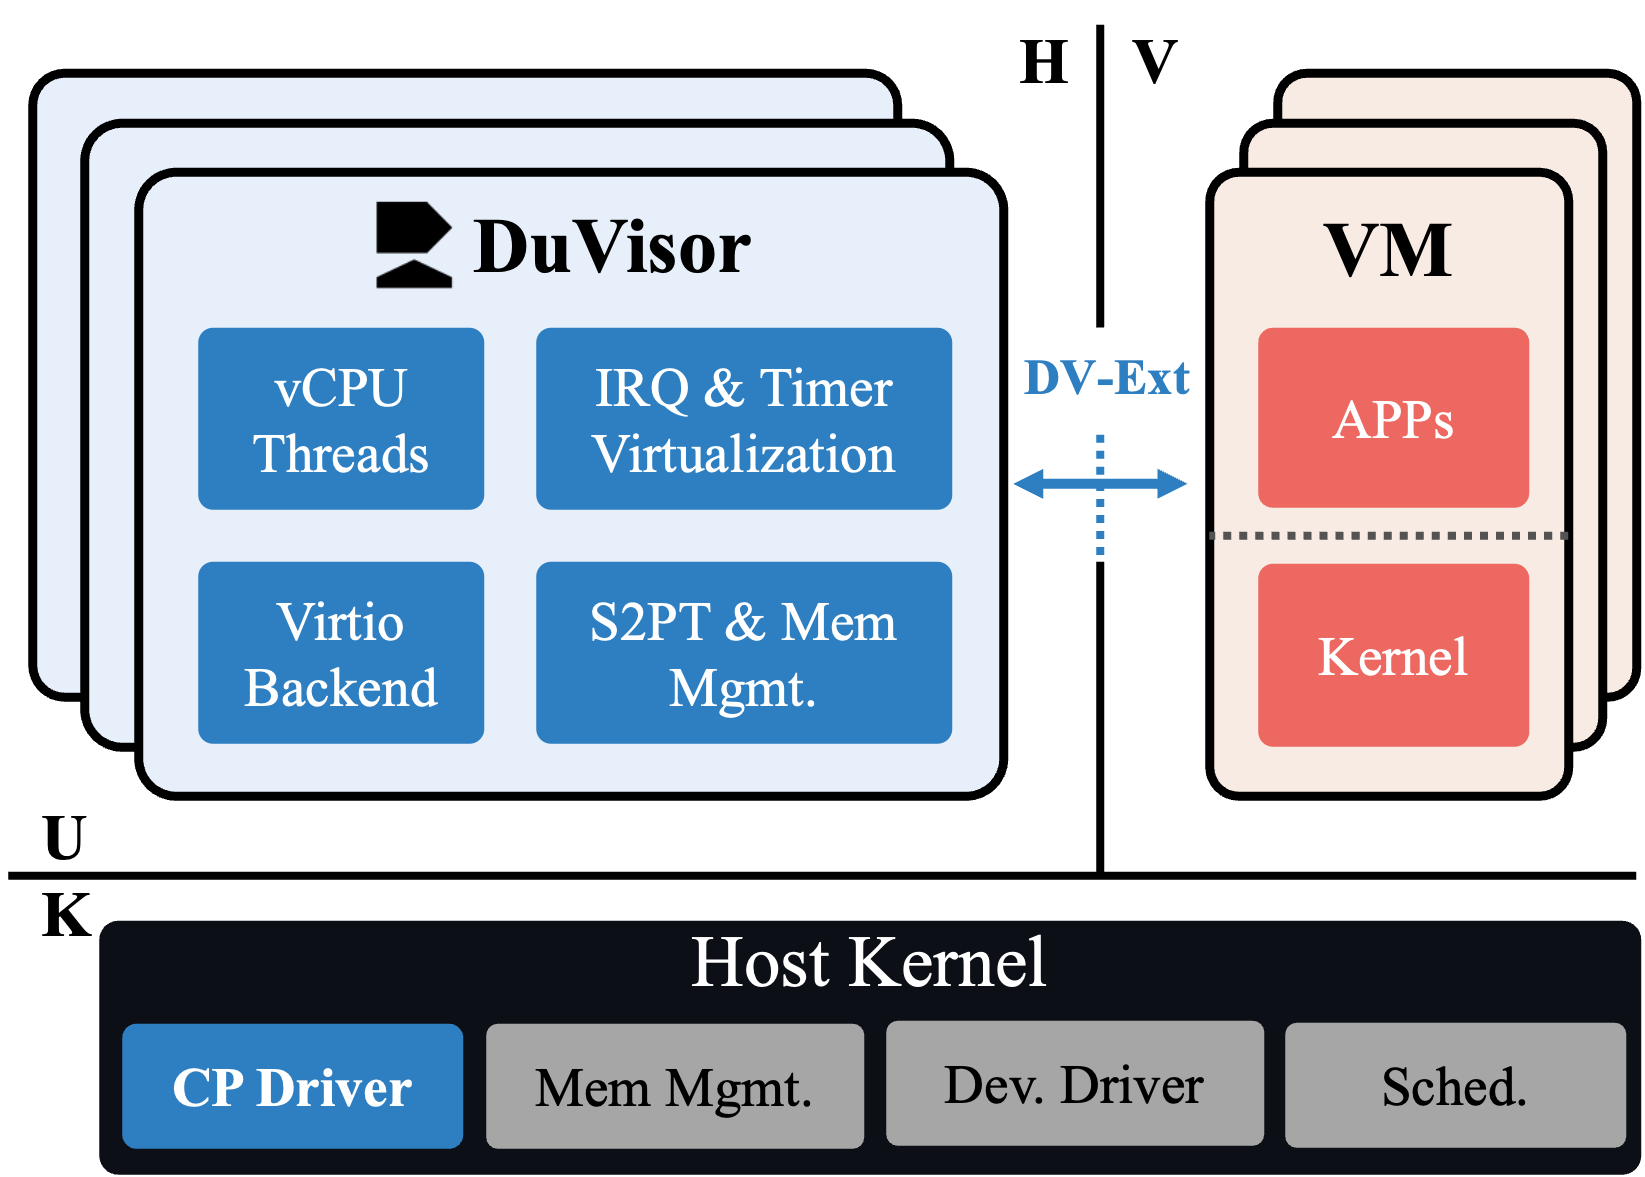 H
V
DuVisor
VM
vCPU
Threads
IRQ & Timer
Virtualization
DV-Ext
APPs
Virtio
Backend
S2PT & Mem
Mgmt.
Kernel
U
K
Host Kernel
CP Driver
Mem Mgmt.
Dev. Driver
Sched.